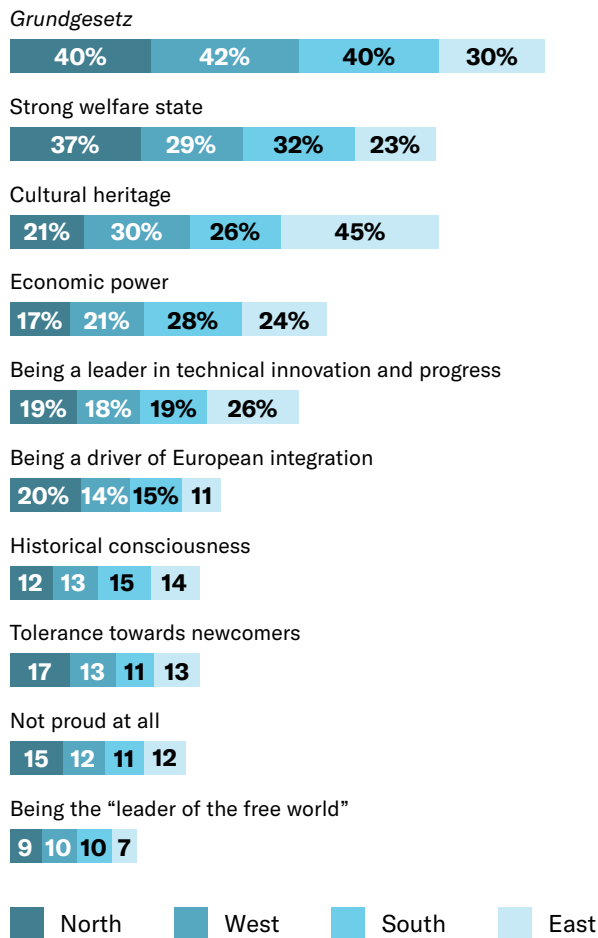 Grundgesetz
40% 42% 40% 30%
Strong welfare state
37% 29% 32% 23%
Cultural heritage
21% 30% 26% 45%
Economic power
17% 21% 28% 24%
Being a leader in technical innovation and progress
19% 18% 19% 26%
Being a driver of European integration
20% 14% 15% 11
Historical consciousness
12 13 15 14
Tolerance towards newcomers
17 13 11 13
Not proud at all
15 12 11 12
Being the “leader of the free world”
9 10 10 7
North West South East